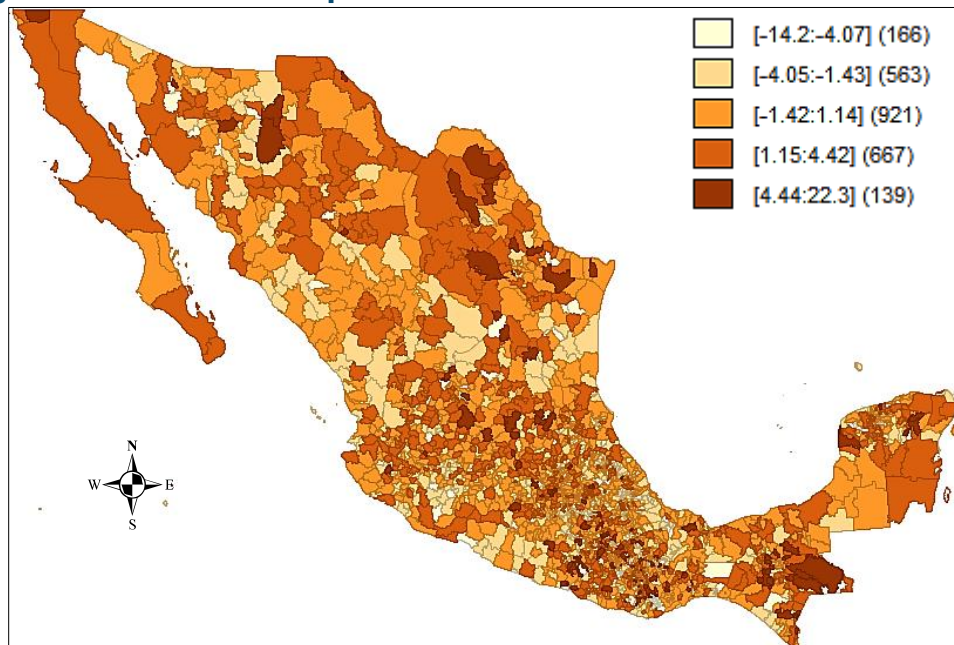 [-14.2:-4.07] (166)
[-4.05:-1.43] (563)
[-1.42:1.14] (921)
[1.15:4.42] (667)
[4.44:22.3] (139)
N
W E
S